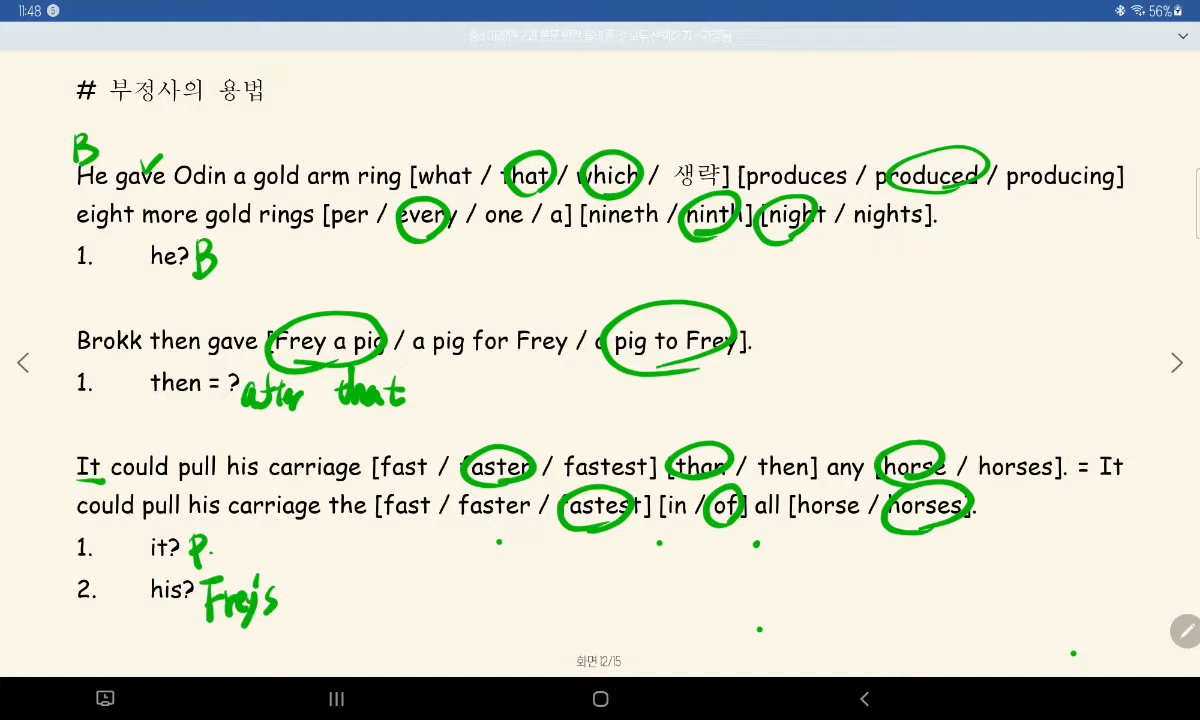 11:48 5 56%
# 부정사의 용법
B
He gave Odin a gold arm ring [what / that / which / 생략] [produces / produced / producing]
eight more gold rings [per / every / one / a] [nineth / ninth] [night / nights].
1. he? B
Brokk then gave [Frey a pig / a pig for Frey / a pig to Frey].
1. then = ? after that
It could pull his carriage [fast / faster / fastest] [than / then] any [horse / horses]. = It
could pull his carriage the [fast / faster / fastest] [in / of] all [horse / horses].
1. it? P.
2. his? Frey's
화면 12/15